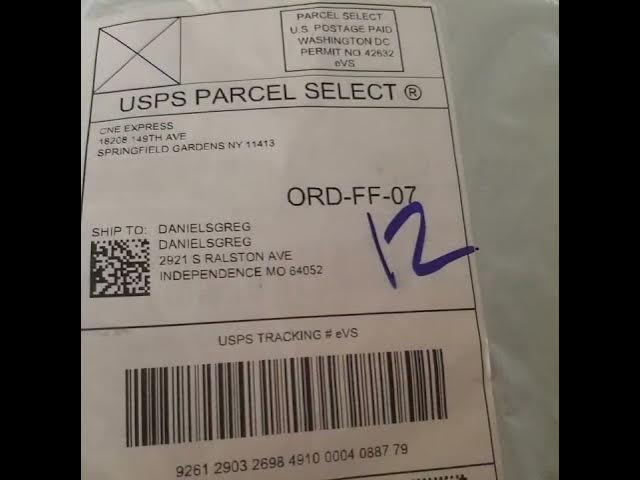 PARCEL SELECT
U.S. POSTAGE PAID
WASHINGTON DC
PERMIT NO 42632
eVS
USPS PARCEL SELECT ®
CNE EXPRESS
18208 149TH AVE
SPRINGFIELD GARDENS NY 11413
ORD-FF-07
12
SHIP TO: DANIELSGREG
DANIELSGREG
2921 S RALSTON AVE
INDEPENDENCE MO 64052
USPS TRACKING # eVS
9261 2903 2698 4910 0004 0887 79